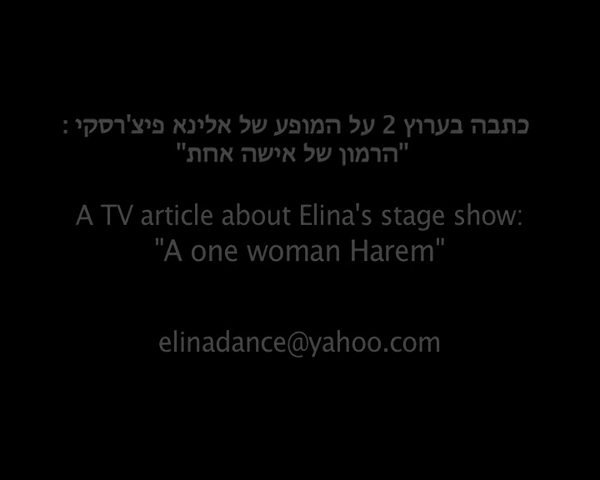 כתבה בערוץ 2 על המופע של אלינא פיצ'רסקי :
"הרמון של אישה אחת"
A TV article about Elina's stage show:
"A one woman Harem"
elinadance@yahoo.com